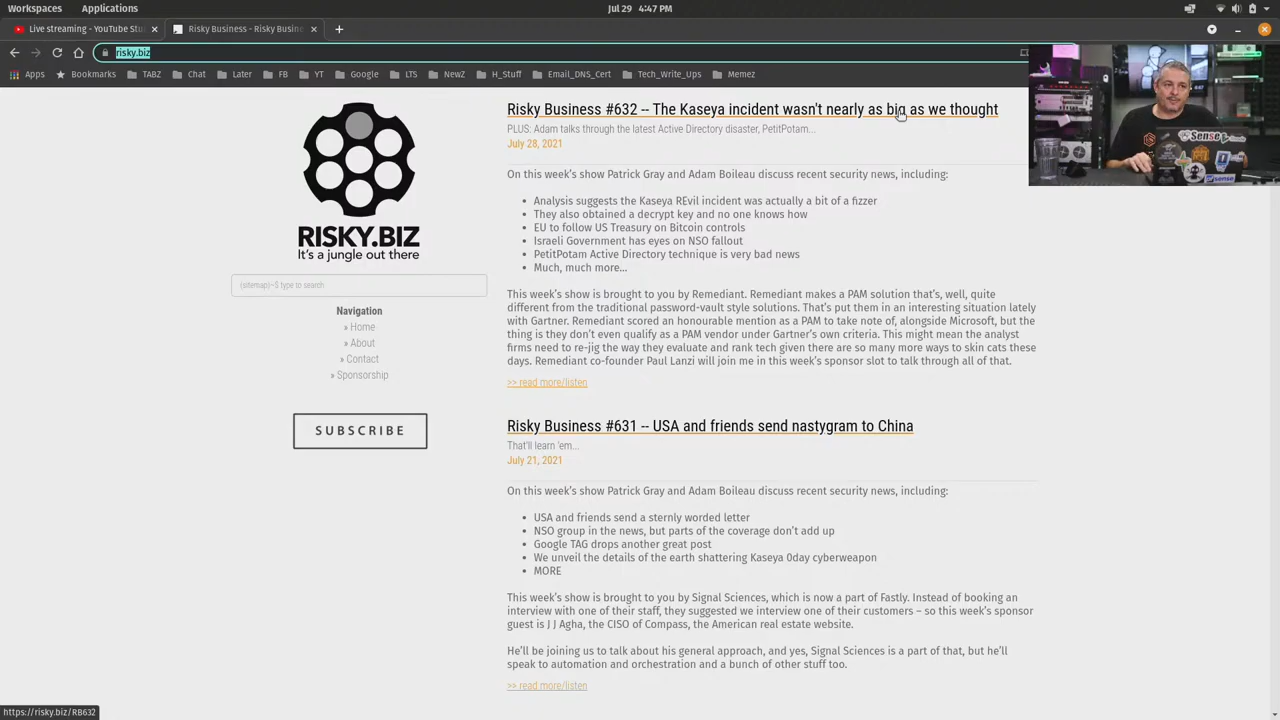 Workspaces Applications Jul 29 4:47 PM
Live streaming - YouTube Stu Risky Business - Risky Busine
risky.biz
Apps Bookmarks TABZ Chat Later FB YT Google LTS NewZ H_Stuff Email_DNS_Cert Tech_Write_Ups Memez
RISKY.BIZ
It's a jungle out there
(sitemap)~$ type to search
Navigation
» Home
» About
» Contact
» Sponsorship
SUBSCRIBE
Risky Business #632 -- The Kaseya incident wasn't nearly as big as we thought
PLUS: Adam talks through the latest Active Directory disaster, PetitPotam...
July 28, 2021
On this week's show Patrick Gray and Adam Boileau discuss recent security news, including:
• Analysis suggests the Kaseya REvil incident was actually a bit of a fizzer
• They also obtained a decrypt key and no one knows how
• EU to follow US Treasury on Bitcoin controls
• Israeli Government has eyes on NSO fallout
• PetitPotam Active Directory technique is very bad news
• Much, much more...
This week's show is brought to you by Remediant. Remediant makes a PAM solution that's, well, quite
different from the traditional password-vault style solutions. That's put them in an interesting situation lately
with Gartner. Remediant scored an honourable mention as a PAM to take note of, alongside Microsoft, but the
thing is they don't even qualify as a PAM vendor under Gartner's own criteria. This might mean the analyst
firms need to re-jig the way they evaluate and rank tech given there are so many more ways to skin cats these
days. Remediant co-founder Paul Lanzi will join me in this week's sponsor slot to talk through all of that.
>> read more/listen
Risky Business #631 -- USA and friends send nastygram to China
That'll learn 'em...
July 21, 2021
On this week's show Patrick Gray and Adam Boileau discuss recent security news, including:
• USA and friends send a sternly worded letter
• NSO group in the news, but parts of the coverage don't add up
• Google TAG drops another great post
• We unveil the details of the earth shattering Kaseya 0day cyberweapon
• MORE
This week's show is brought to you by Signal Sciences, which is now a part of Fastly. Instead of booking an
interview with one of their staff, they suggested we interview one of their customers – so this week's sponsor
guest is J J Agha, the CISO of Compass, the American real estate website.
He'll be joining us to talk about his general approach, and yes, Signal Sciences is a part of that, but he'll
speak to automation and orchestration and a bunch of other stuff too.
>> read more/listen
https://risky.biz/RB632
Sense
sense